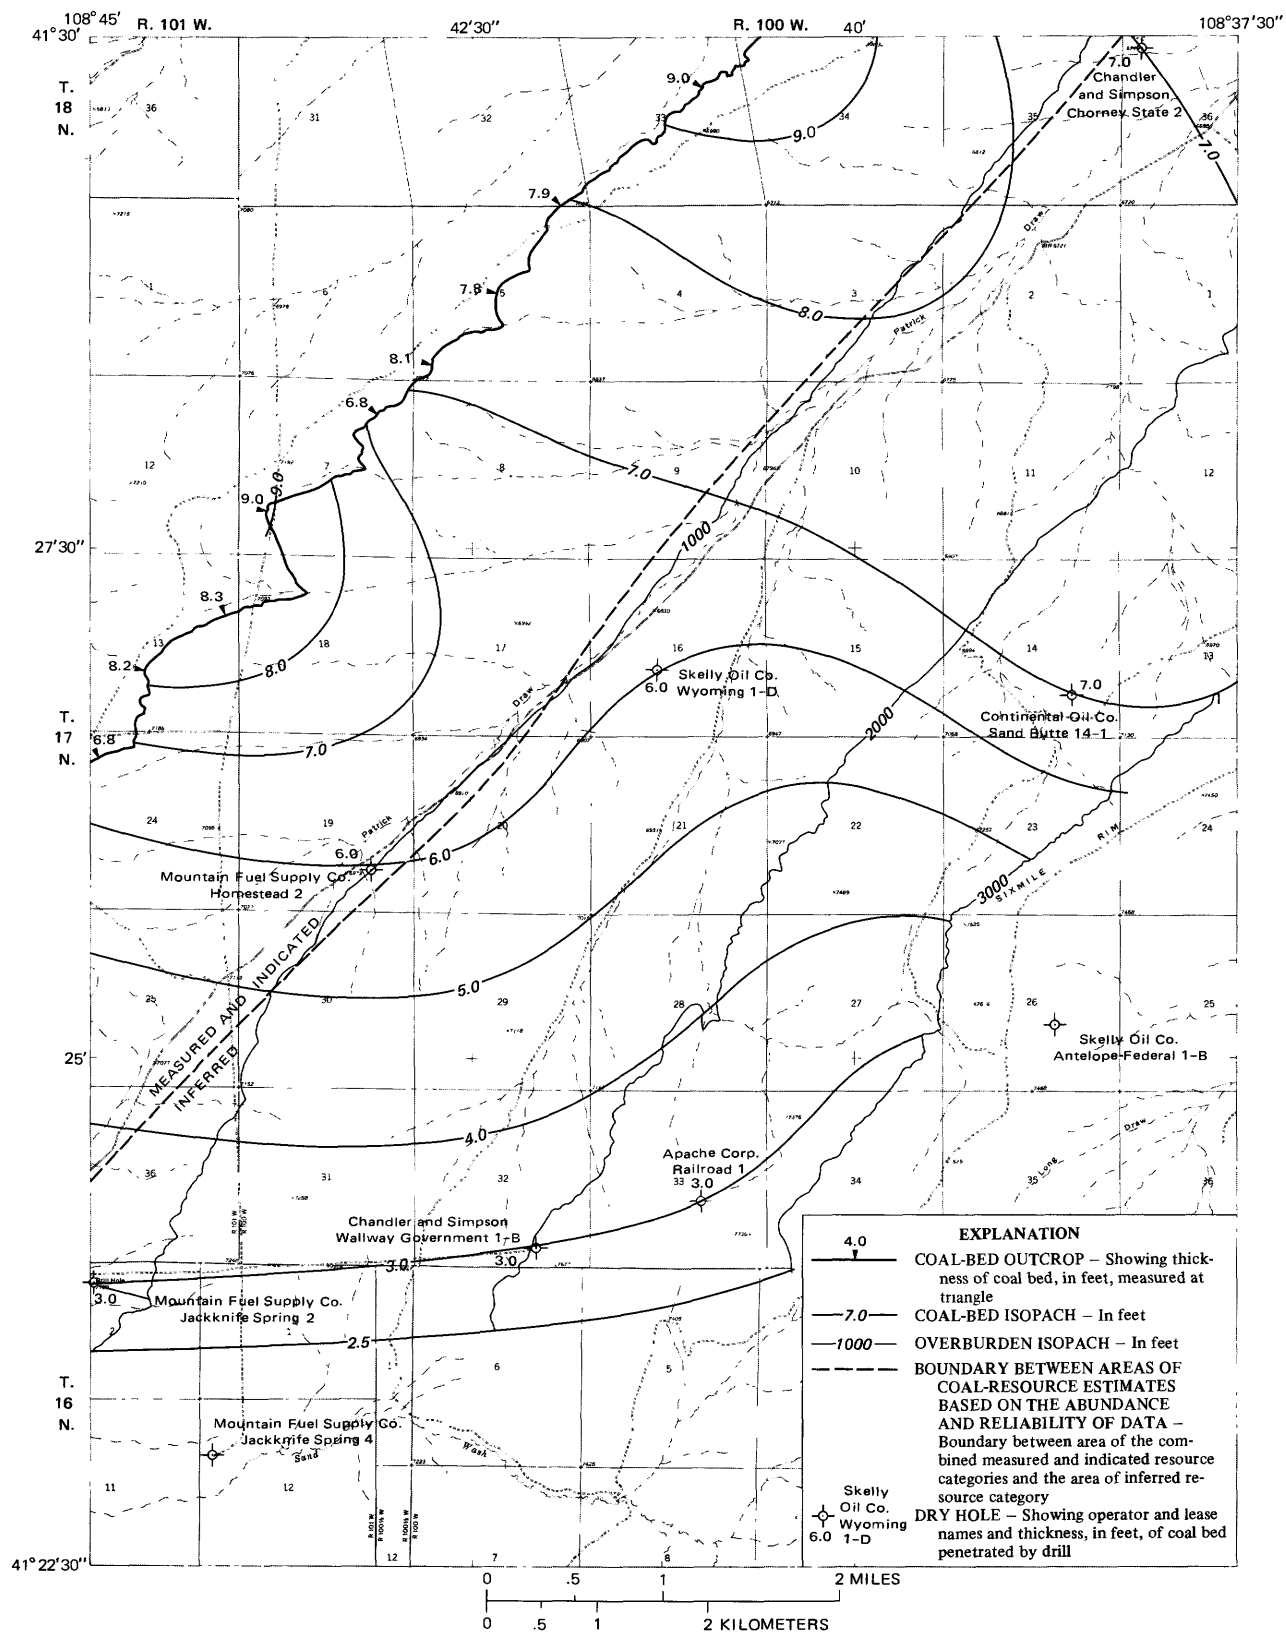 108°45'
R. 101 W.
42'30"
R. 100 W.
40'
108°37'30"
41°30'
T.
18
N.
36
31
32
33
34
35
36
9.0
9.0
7.0
Chandler
and Simpson
Chorney State 2
7.0
7.9
Draw
1
6
7.8
5
4
3
8.0
2
1
Patrick
8.1
6.8
12
7
8
7.0
9
10
11
12
9.0
9.0
1000
27'30"
8.3
13
18
17
16
15
14
13
8.2
8.0
Skelly Oil Co.
6.0
Wyoming 1-D
7.0
Draw
Continental Oil Co.
Sand Butte 14-1
2000
T.
17
N.
6.8
7.0
24
19
Patrick
20
21
22
23
RIM
24
6.0
6.0
Mountain Fuel Supply Co.
Homestead 2
3000
SIXMILE
MEASURED AND INDICATED
INFERRED
5.0
25
30
29
28
27
26
25
Skelly Oil Co.
Antelope-Federal 1-B
25'
4.0
Draw
Long
36
31
32
Apache Corp.
Railroad 1
33
3.0
34
35
36
Chandler and Simpson
Wallway Government 1-B
3.0
3.0
3.0
Mountain Fuel Supply Co.
Jackknife Spring 2
2
1
2.5
6
5
T.
16
N.
Mountain Fuel Supply Co.
Jackknife Spring 4
Sand
Wash
11
12
R 101 W
R 100½ W
R 100½ W
R 100 W
12
7
8
41°22'30"
EXPLANATION
4.0
COAL-BED OUTCROP – Showing thick-
ness of coal bed, in feet, measured at
triangle
7.0
COAL-BED ISOPACH – In feet
1000
OVERBURDEN ISOPACH – In feet
BOUNDARY BETWEEN AREAS OF
COAL-RESOURCE ESTIMATES
BASED ON THE ABUNDANCE
AND RELIABILITY OF DATA –
Boundary between area of the com-
bined measured and indicated resource
categories and the area of inferred re-
source category
Skelly
Oil Co.
Wyoming
1-D
6.0
DRY HOLE – Showing operator and lease
names and thickness, in feet, of coal bed
penetrated by drill
0 .5 1 2 MILES
0 .5 1 2 KILOMETERS